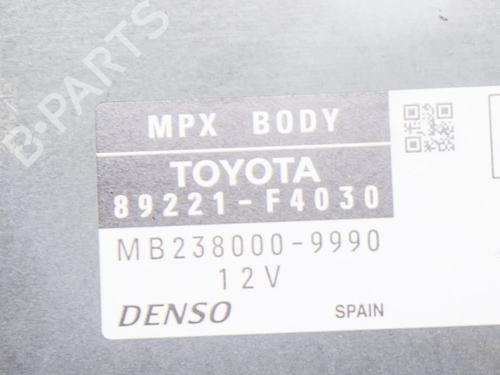 B-PARTS
MPX BODY
TOYOTA
89221-F4030
MB238000-9990
12V
DENSO
SPAIN